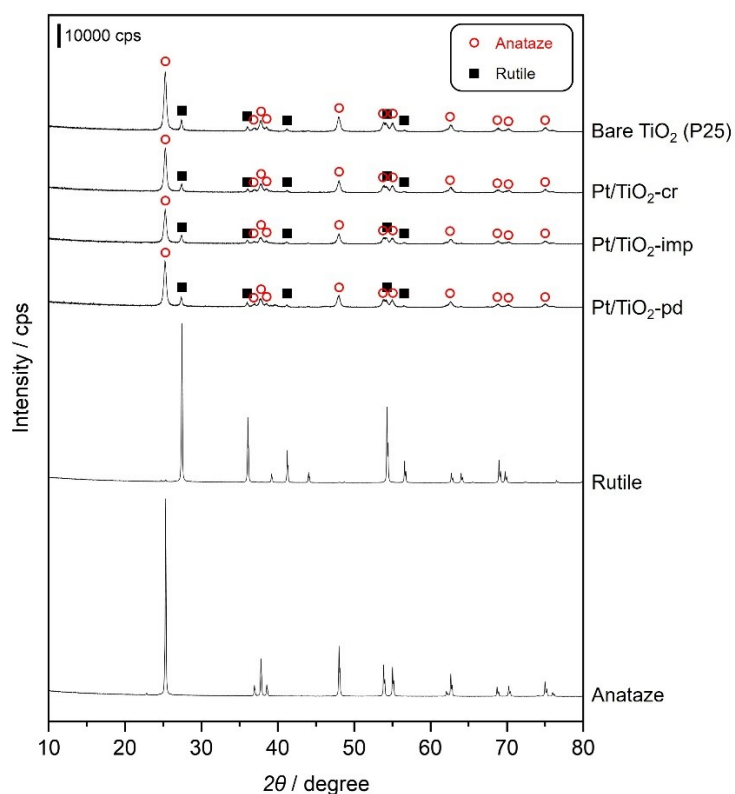 10000 cps
Anataze
Rutile
Bare TiO₂ (P25)
Pt/TiO₂-cr
Pt/TiO₂-imp
Pt/TiO₂-pd
Rutile
Anataze
Intensity / cps
10 20 30 40 50 60 70 80
2θ / degree